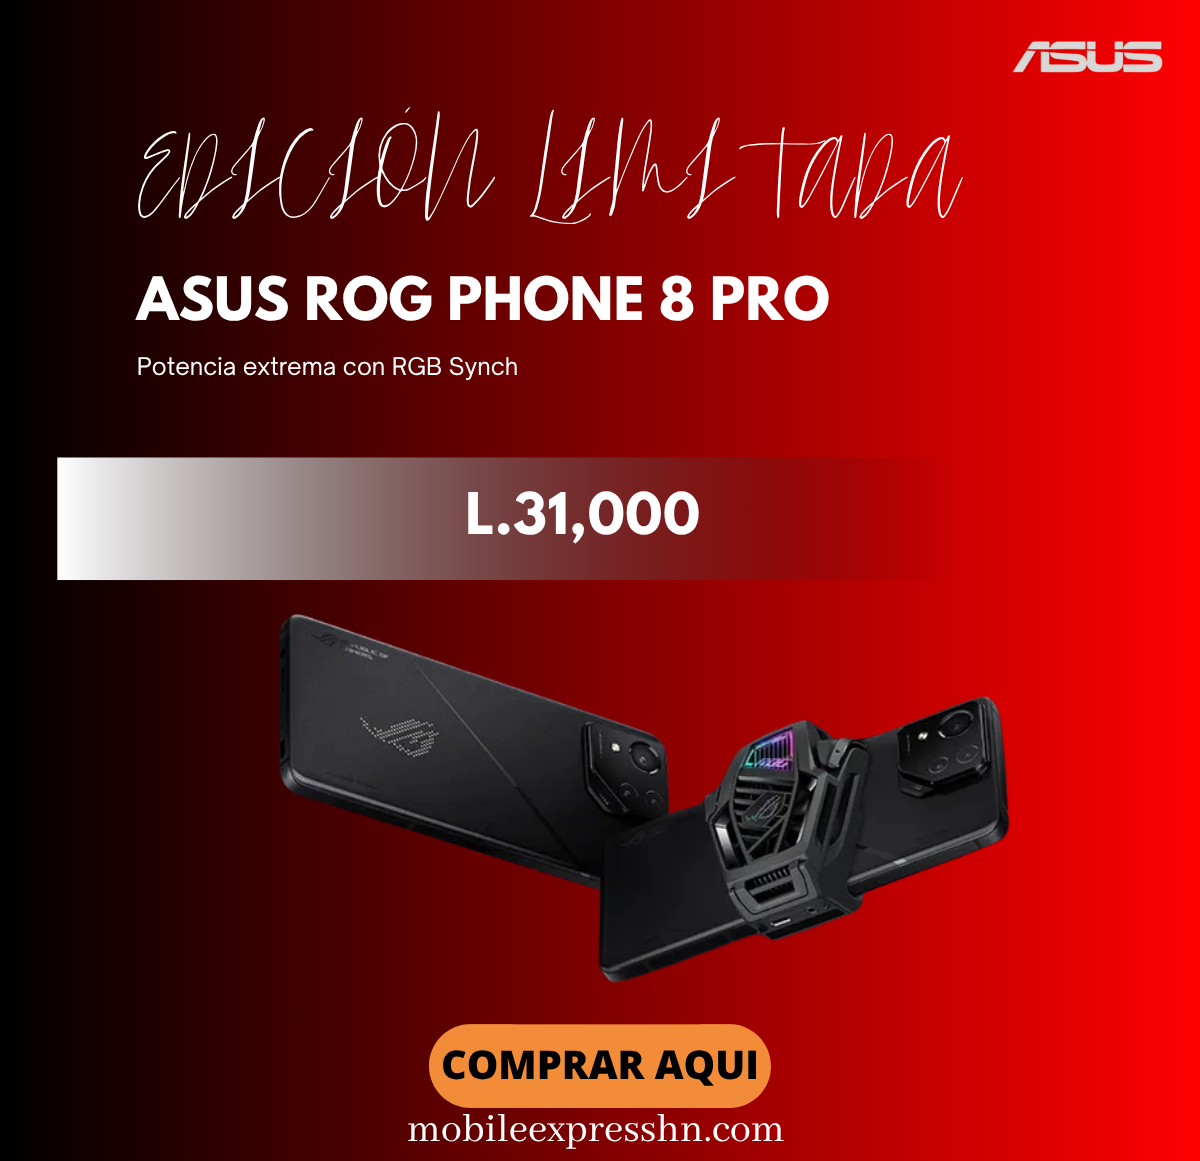 ASUS
EDICIÓN LIMITADA
ASUS ROG PHONE 8 PRO
Potencia extrema con RGB Synch
L.31,000
COMPRAR AQUI
mobileexpresshn.com